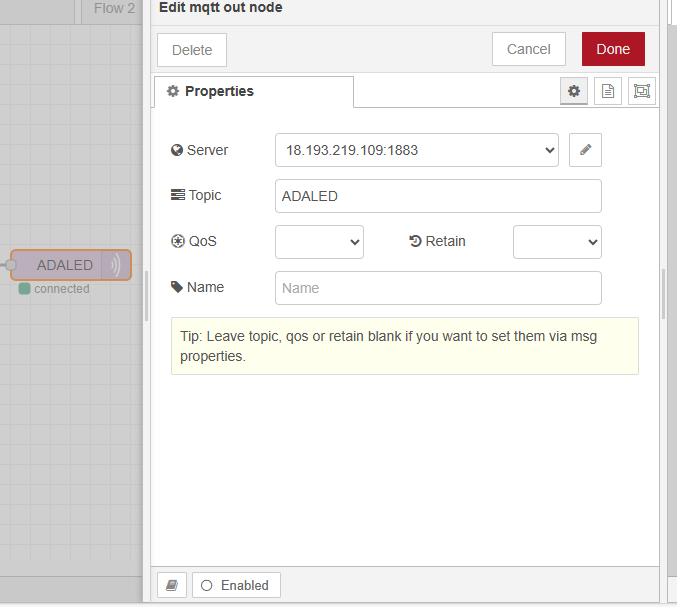 Flow 2
Edit mqtt out node
Delete
Cancel
Done
Properties
Server
18.193.219.109:1883
Topic
ADALED
QoS
Retain
Name
Name
Tip: Leave topic, qos or retain blank if you want to set them via msg
properties.
ADALED
connected
Enabled